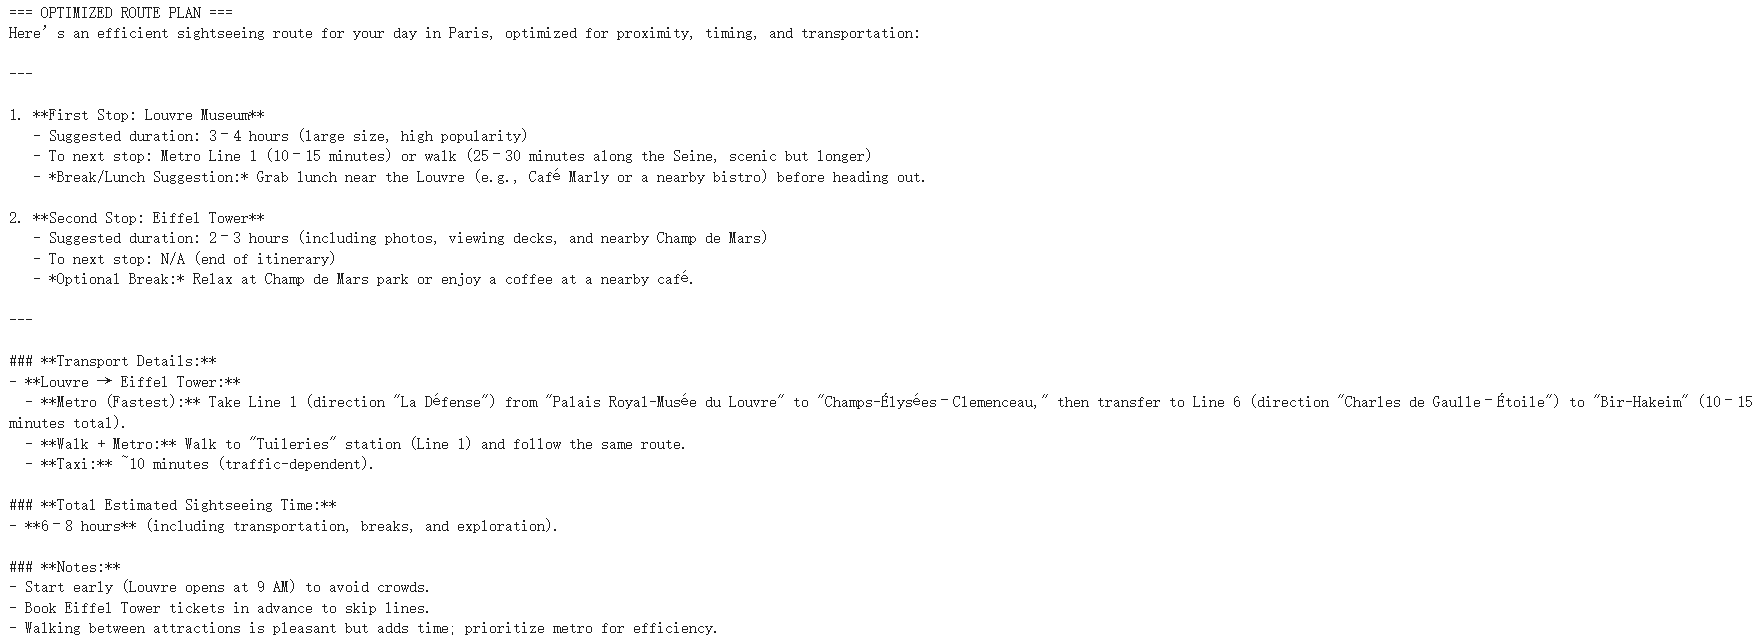 === OPTIMIZED ROUTE PLAN ===
Here’s an efficient sightseeing route for your day in Paris, optimized for proximity, timing, and transportation:
---
1. **First Stop: Louvre Museum**
- Suggested duration: 3–4 hours (large size, high popularity)
- To next stop: Metro Line 1 (10–15 minutes) or walk (25–30 minutes along the Seine, scenic but longer)
- *Break/Lunch Suggestion:* Grab lunch near the Louvre (e.g., Café Marly or a nearby bistro) before heading out.
2. **Second Stop: Eiffel Tower**
- Suggested duration: 2–3 hours (including photos, viewing decks, and nearby Champ de Mars)
- To next stop: N/A (end of itinerary)
- *Optional Break:* Relax at Champ de Mars park or enjoy a coffee at a nearby café.
---
### **Transport Details:**
- **Louvre → Eiffel Tower:**
- **Metro (Fastest):** Take Line 1 (direction "La Défense") from "Palais Royal-Musée du Louvre" to "Champs-Élysées–Clemenceau," then transfer to Line 6 (direction "Charles de Gaulle–Étoile") to "Bir-Hakeim" (10–15
minutes total).
- **Walk + Metro:** Walk to "Tuileries" station (Line 1) and follow the same route.
- **Taxi:** ~10 minutes (traffic-dependent).
### **Total Estimated Sightseeing Time:**
- **6–8 hours** (including transportation, breaks, and exploration).
### **Notes:**
- Start early (Louvre opens at 9 AM) to avoid crowds.
- Book Eiffel Tower tickets in advance to skip lines.
- Walking between attractions is pleasant but adds time; prioritize metro for efficiency.